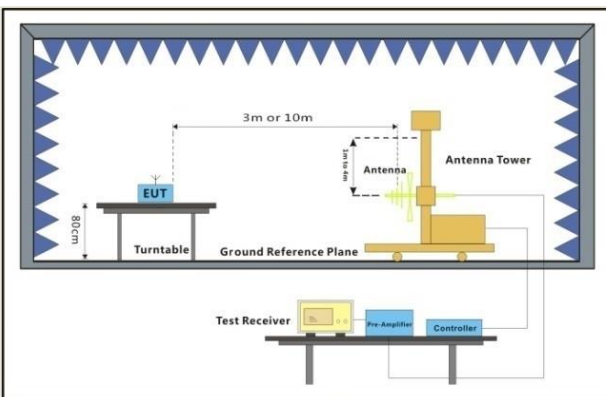 3m or 10m
1m to 4m
Antenna
Antenna Tower
EUT
80cm
Turntable
Ground Reference Plane
Test Receiver
Pre-Amplifier
Controller